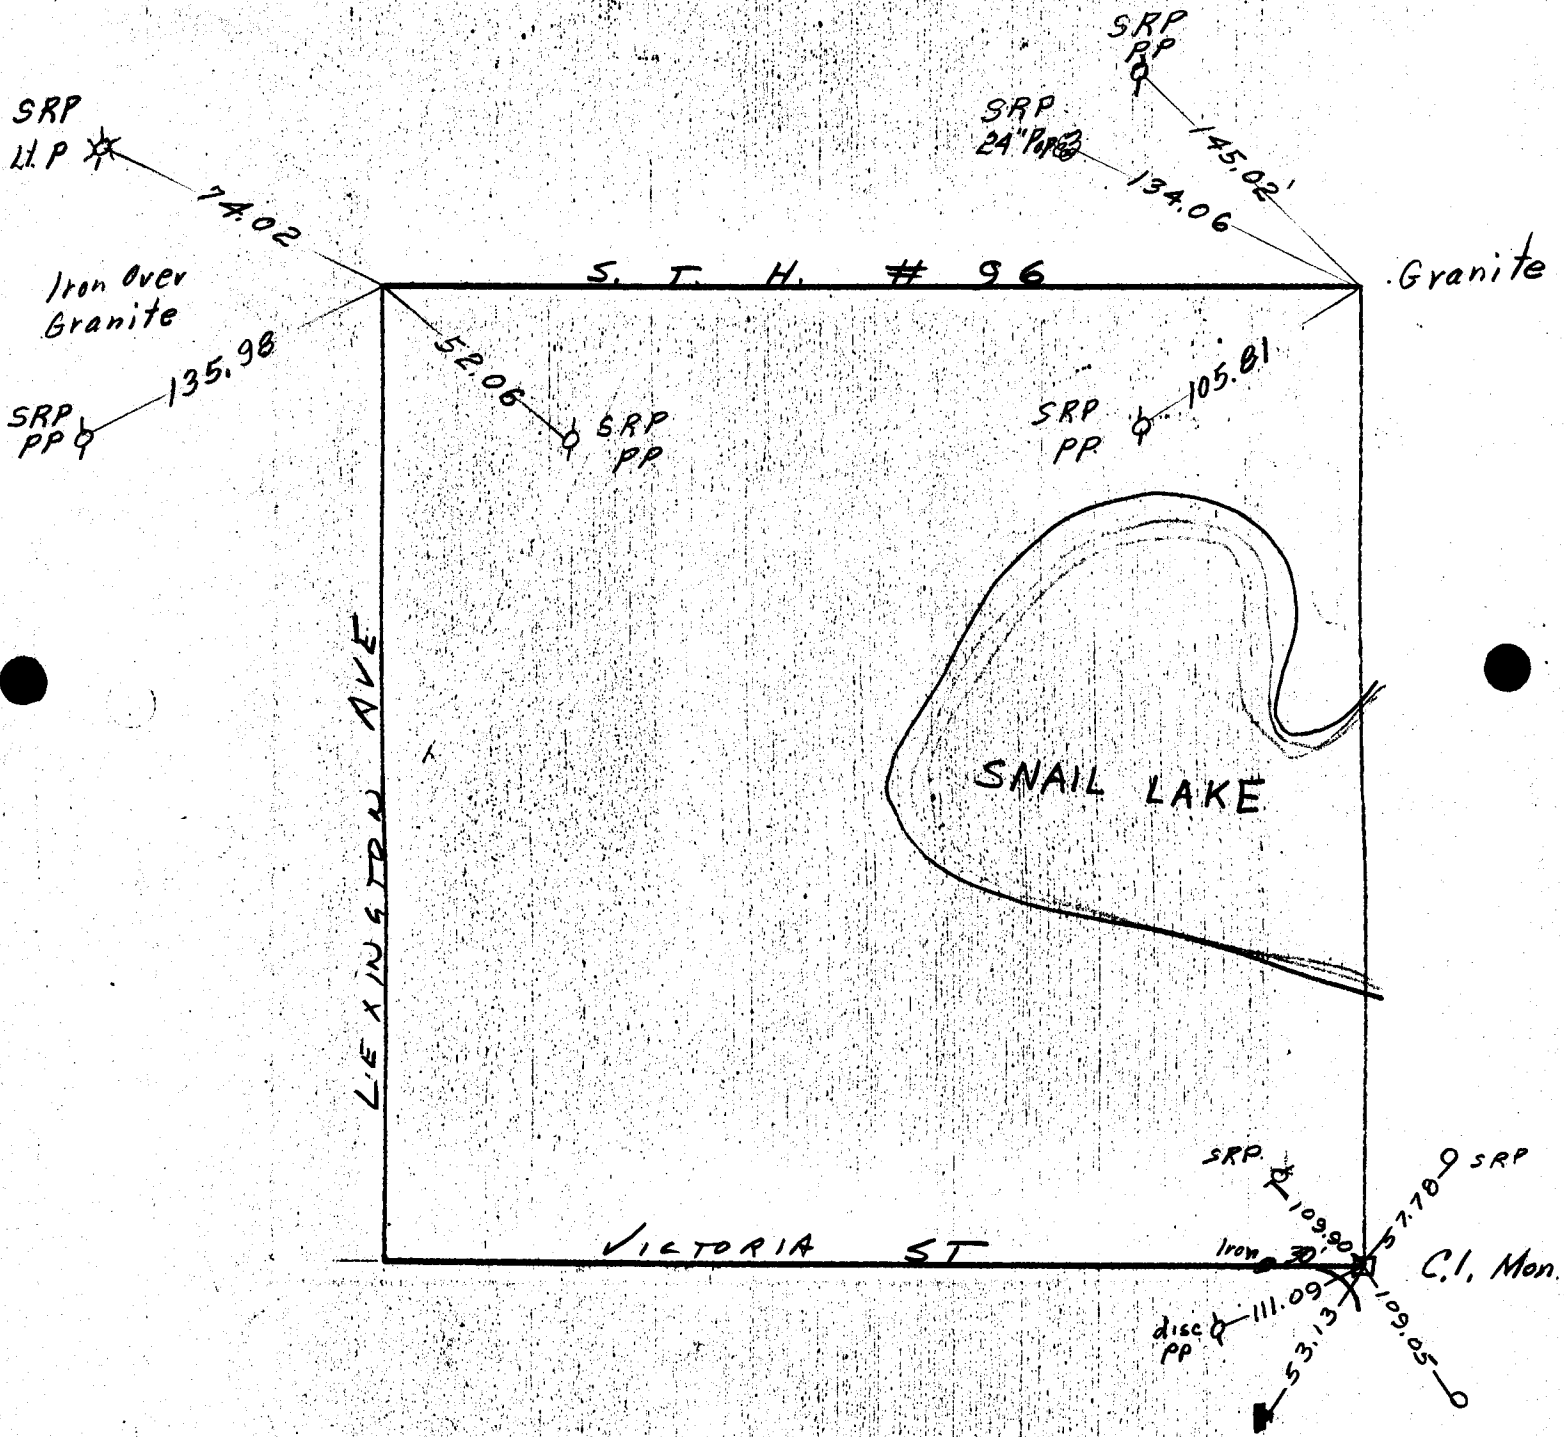 SRP
PP
SRP
24" Pop
145.02'
134.06
SRP
Lt. P
74.02
Iron Over
Granite
S. T. H. # 96
Granite
135.98
SRP
PP
52.06
SRP
PP
105.81
SRP
PP.
LEXINGTON AVE
SNAIL LAKE
SRP.
109.90
57.78
SRP
VICTORIA ST
Iron
30'
C.I. Mon.
disc
PP
111.09
53.13
109.05